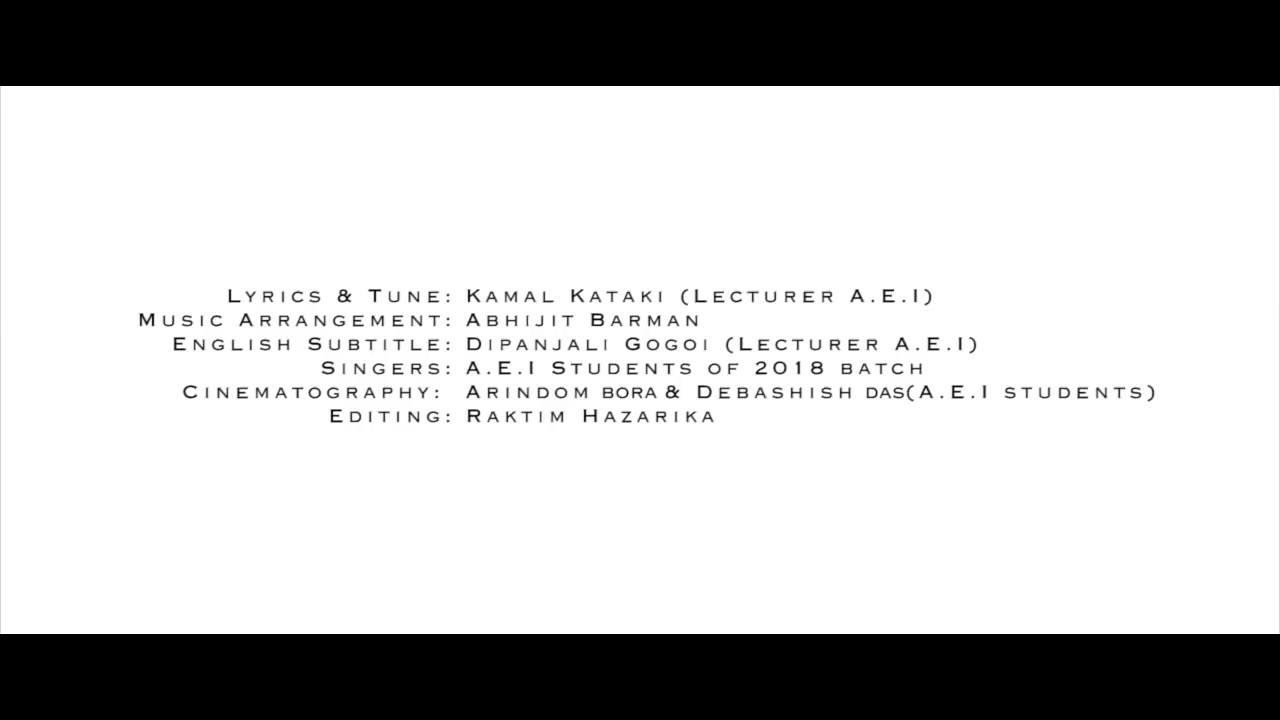 Lyrics & Tune: Kamal Kataki (Lecturer A.E.I)
Music Arrangement: Abhijit Barman
English Subtitle: Dipanjali Gogoi (Lecturer A.E.I)
Singers: A.E.I Students of 2018 batch
Cinematography: Arindom bora & Debashish das(A.E.I students)
Editing: Raktim Hazarika